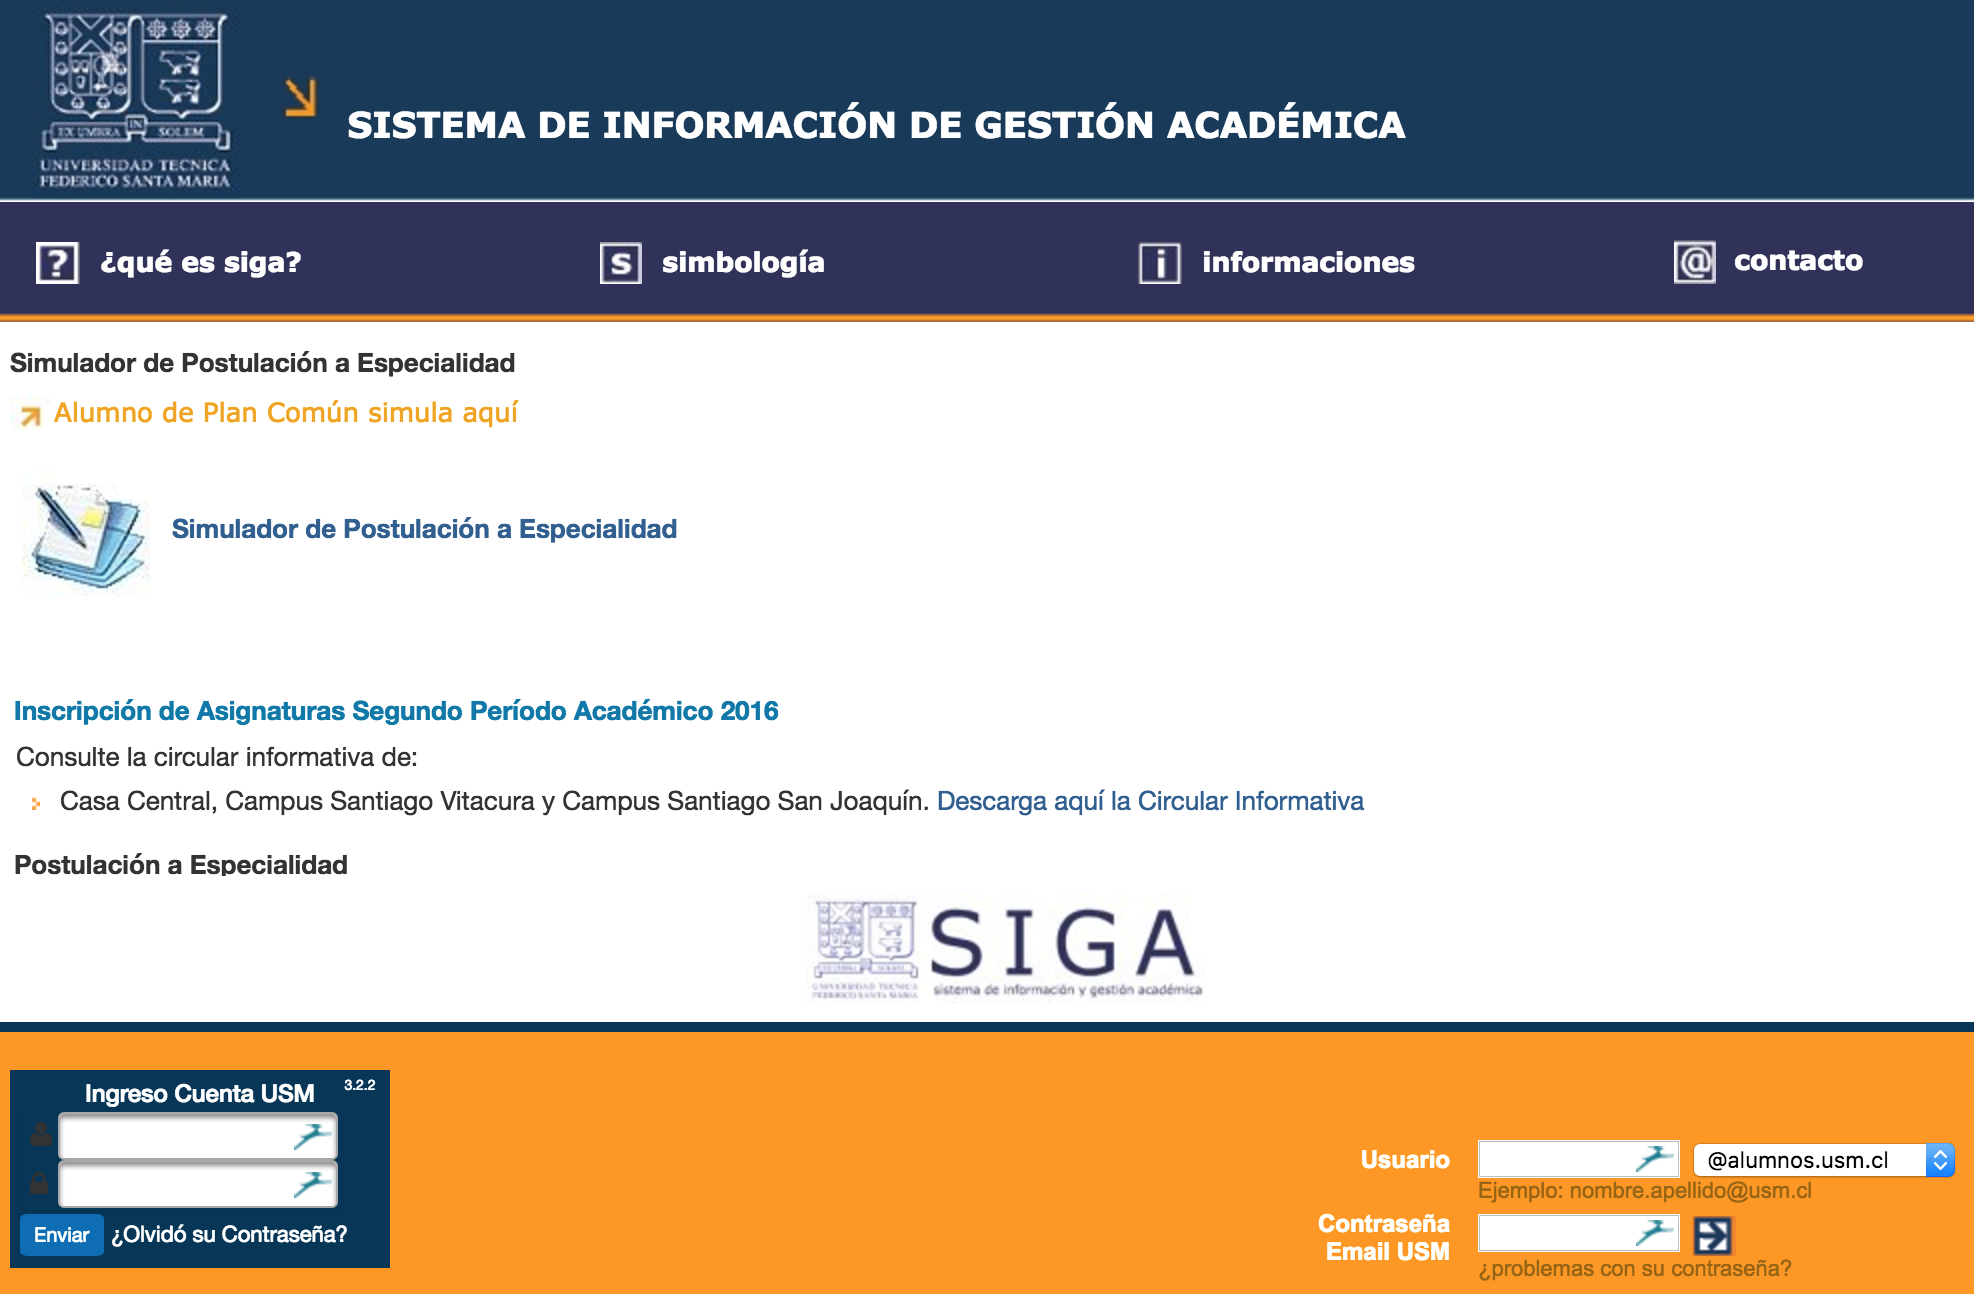 EX UMBRA IN SOLEM
UNIVERSIDAD TECNICA
FEDERICO SANTA MARIA
SISTEMA DE INFORMACIÓN DE GESTIÓN ACADÉMICA
? ¿qué es siga?
s simbología
i informaciones
@ contacto
Simulador de Postulación a Especialidad
Alumno de Plan Común simula aquí
Simulador de Postulación a Especialidad
Inscripción de Asignaturas Segundo Período Académico 2016
Consulte la circular informativa de:
Casa Central, Campus Santiago Vitacura y Campus Santiago San Joaquín. Descarga aquí la Circular Informativa
Postulación a Especialidad
UNIVERSIDAD TECNICA
FEDERICO SANTA MARIA
SIGA
sistema de información y gestión académica
Ingreso Cuenta USM 3.2.2
Enviar ¿Olvidó su Contraseña?
Usuario @alumnos.usm.cl
Ejemplo: nombre.apellido@usm.cl
Contraseña
Email USM
¿problemas con su contraseña?